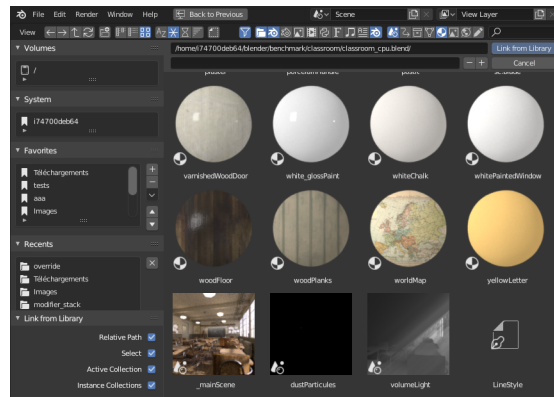 File Edit Render Window Help Back to Previous Scene View Layer
View
Volumes
/
System
i74700deb64
Favorites
Téléchargements
tests
aaa
Images
Recents
override
Téléchargements
Images
modifier_stack
Link from Library
Relative Path
Select
Active Collection
Instance Collections
/home/i74700deb64/blender/benchmark/classroom/classroom_cpu.blend/ Link from Library
Cancel
varnishedWoodDoor white_glossPaint whiteChalk whitePaintedWindow
woodFloor woodPlanks worldMap yellowLetter
_mainScene dustParticules volumeLight LineStyle